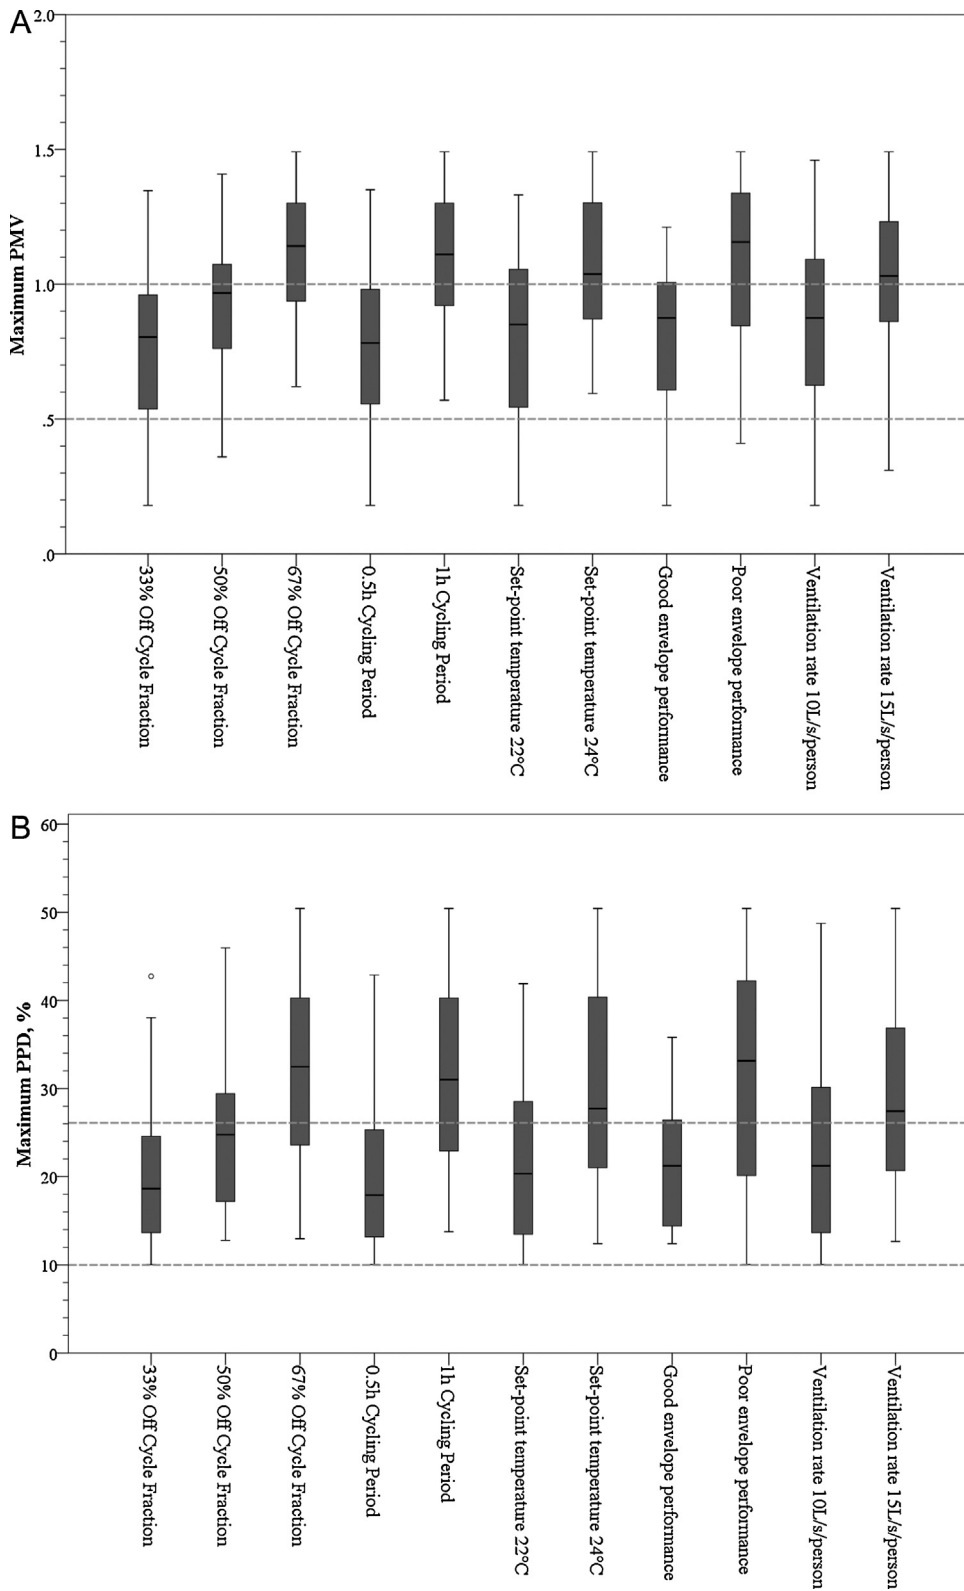 A
2.0
1.5
1.0
.5
.0
Maximum PMV
33% Off Cycle Fraction
50% Off Cycle Fraction
67% Off Cycle Fraction
0.5h Cycling Period
1h Cycling Period
Set-point temperature 22°C
Set-point temperature 24°C
Good envelope performance
Poor envelope performance
Ventilation rate 10L/s/person
Ventilation rate 15L/s/person
B
60
50
40
30
20
10
0
Maximum PPD, %
33% Off Cycle Fraction
50% Off Cycle Fraction
67% Off Cycle Fraction
0.5h Cycling Period
1h Cycling Period
Set-point temperature 22°C
Set-point temperature 24°C
Good envelope performance
Poor envelope performance
Ventilation rate 10L/s/person
Ventilation rate 15L/s/person